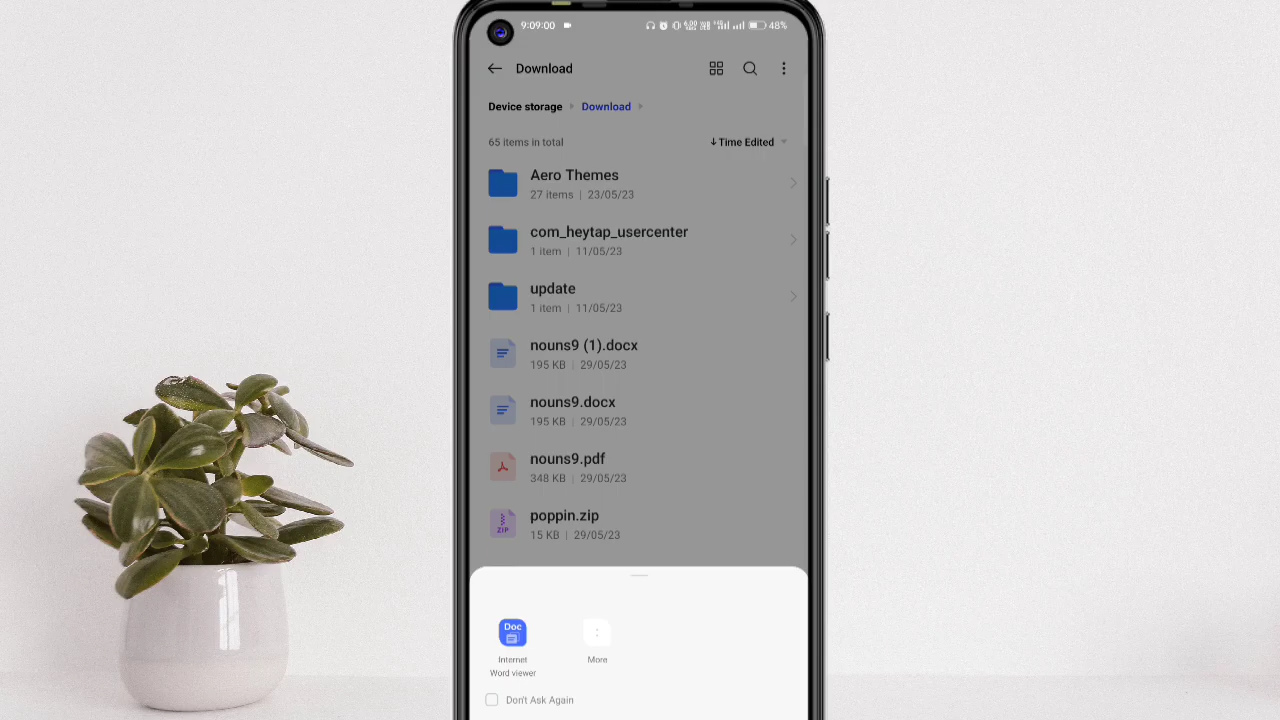 9:09:00
48%
Download
Device storage
Download
65 items in total
Time Edited
Aero Themes
27 items | 23/05/23
com_heytap_usercenter
1 item | 11/05/23
update
1 item | 11/05/23
nouns9 (1).docx
195 KB | 29/05/23
nouns9.docx
195 KB | 29/05/23
nouns9.pdf
348 KB | 29/05/23
poppin.zip
ZIP
15 KB | 29/05/23
Doc
Internet
Word viewer
More
Don't Ask Again